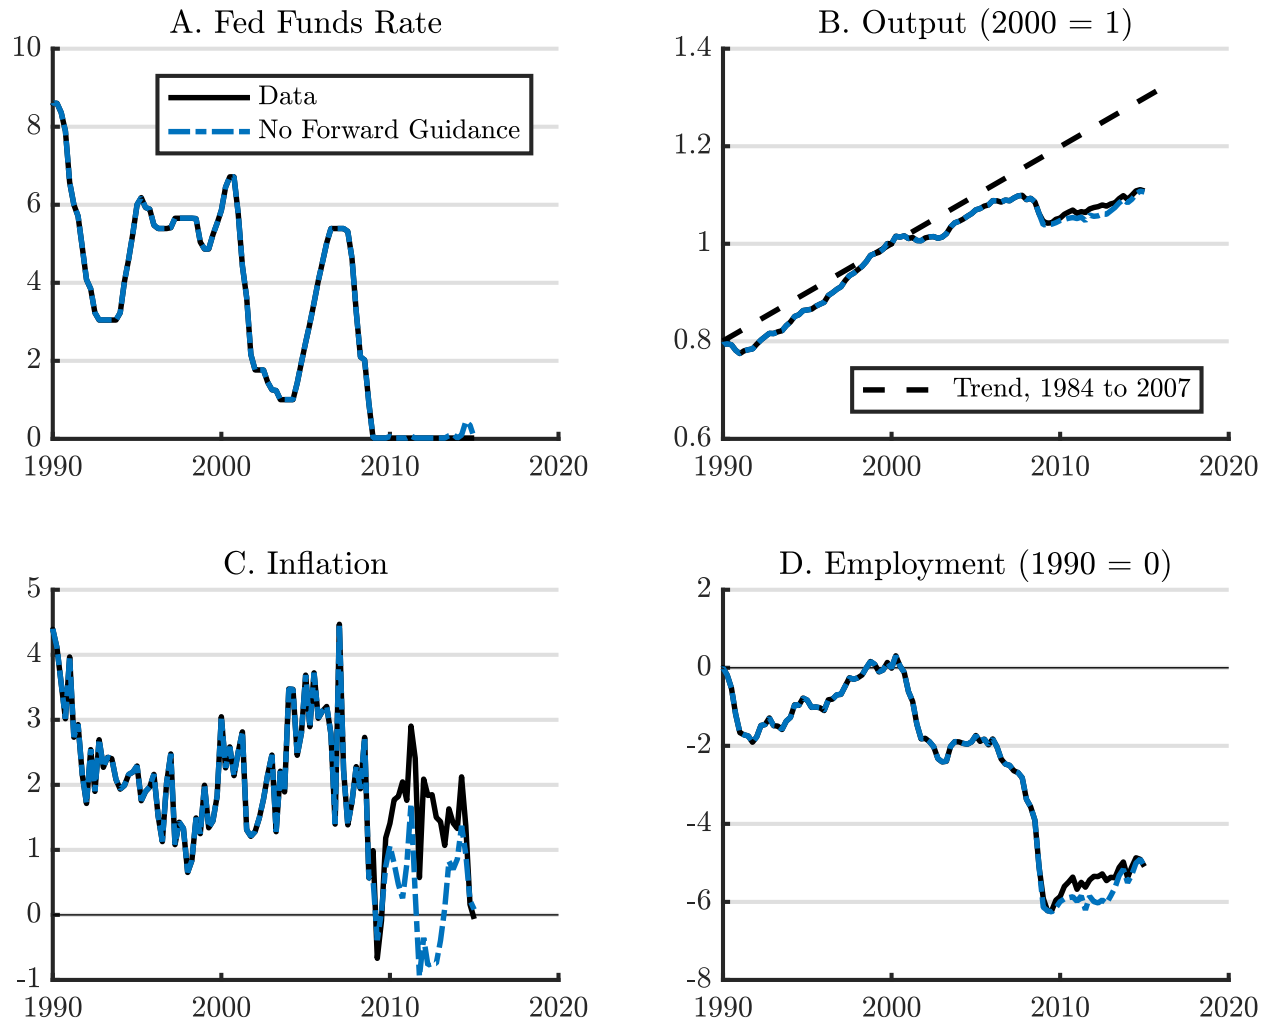 A. Fed Funds Rate
10
8
6
4
2
0
1990 2000 2010 2020
Data
No Forward Guidance
B. Output (2000 = 1)
1.4
1.2
1
0.8
0.6
1990 2000 2010 2020
Trend, 1984 to 2007
C. Inflation
5
4
3
2
1
0
-1
1990 2000 2010 2020
D. Employment (1990 = 0)
2
0
-2
-4
-6
-8
1990 2000 2010 2020